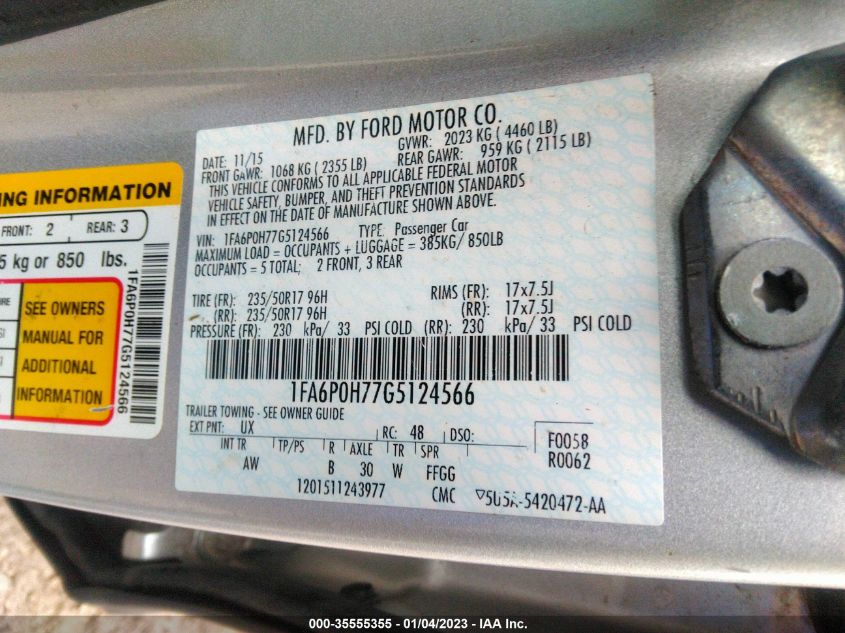 MFD. BY FORD MOTOR CO.
DATE: 11/15 GVWR: 2023 KG ( 4460 LB)
FRONT GAWR: 1068 KG ( 2355 LB) REAR GAWR: 959 KG ( 2115 LB)
THIS VEHICLE CONFORMS TO ALL APPLICABLE FEDERAL MOTOR
VEHICLE SAFETY, BUMPER, AND THEFT PREVENTION STANDARDS
IN EFFECT ON THE DATE OF MANUFACTURE SHOWN ABOVE.
VIN: 1FA6P0H77G5124566 TYPE: Passenger Car
MAXIMUM LOAD = OCCUPANTS + LUGGAGE = 385KG/ 850LB
OCCUPANTS = 5 TOTAL; 2 FRONT, 3 REAR
TIRE (FR): 235/50R17 96H RIMS (FR): 17x7.5J
(RR): 235/50R17 96H (RR): 17x7.5J
PRESSURE (FR): 230 kPa/ 33 PSI COLD (RR): 230 kPa/ 33 PSI COLD
1FA6P0H77G5124566
TRAILER TOWING - SEE OWNER GUIDE
EXT PNT: UX RC: 48 DSO: F0058
R0062
INT TR TP/PS R AXLE TR SPR
AW B 30 W FFGG
1201511243977 CMC ▽5U5A-5420472-AA
NG INFORMATION
FRONT: 2 REAR: 3
5 kg or 850 lbs.
SEE OWNERS
MANUAL FOR
ADDITIONAL
INFORMATION
1FA6P0H77G5124566
000-35555355 - 01/04/2023 - IAA Inc.